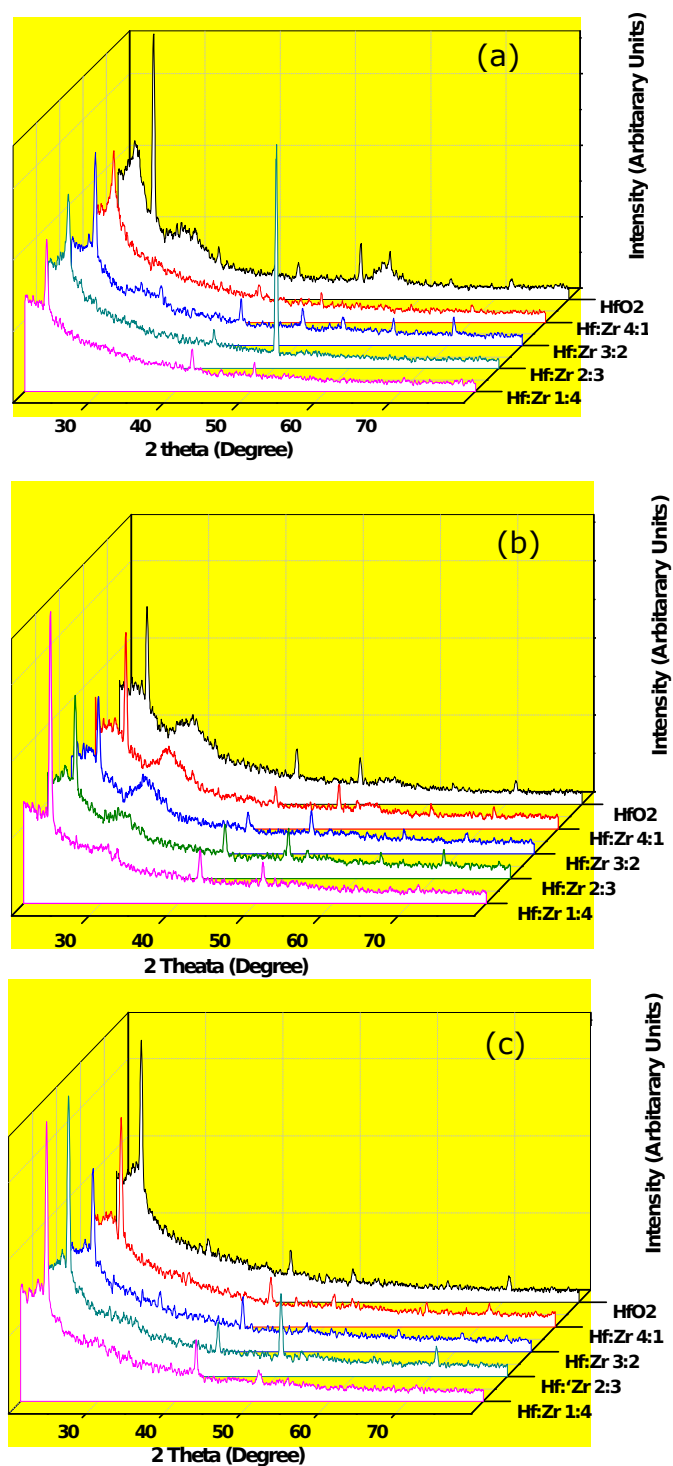 (a)
Intensity (Arbitarary Units)
HfO2
Hf:Zr 4:1
Hf:Zr 3:2
Hf:Zr 2:3
Hf:Zr 1:4
30 40 50 60 70
2 theta (Degree)
(b)
Intensity (Arbitarary Units)
HfO2
Hf:Zr 4:1
Hf:Zr 3:2
Hf:Zr 2:3
Hf:Zr 1:4
30 40 50 60 70
2 Theata (Degree)
(c)
Intensity (Arbitarary Units)
HfO2
Hf:Zr 4:1
Hf:Zr 3:2
Hf:‘Zr 2:3
Hf:Zr 1:4
30 40 50 60 70
2 Theta (Degree)